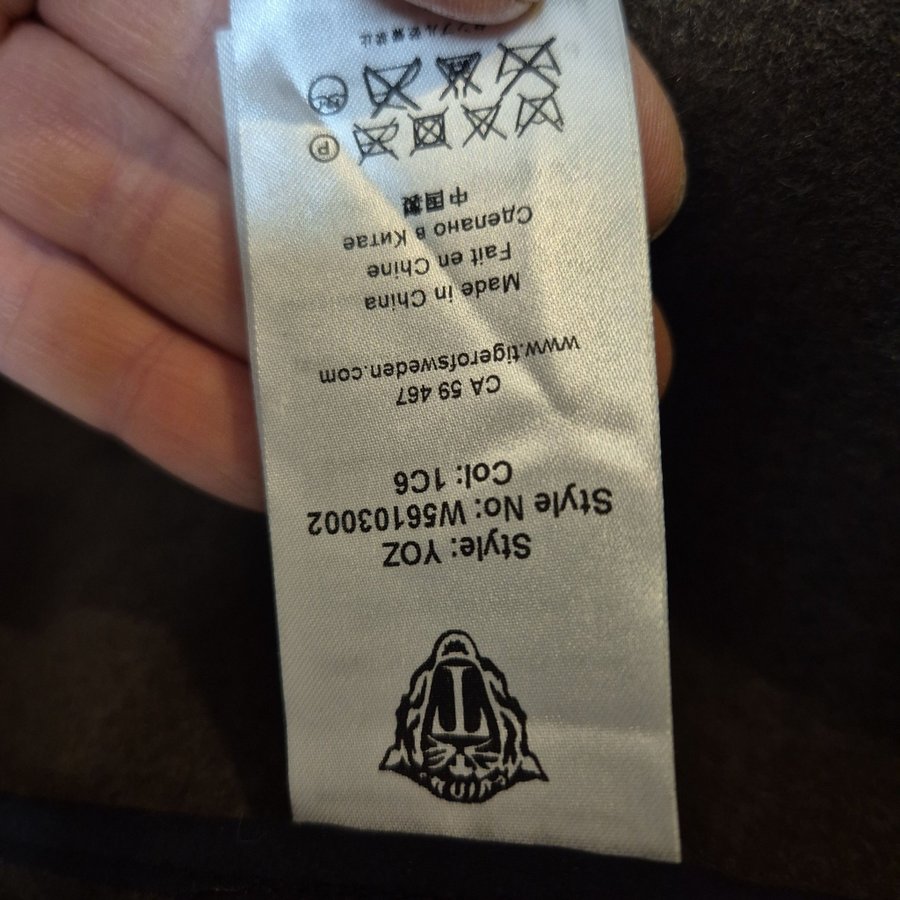 Style: YOZ
Style No: W56103002
Col: 1C6
CA 59 467
www.tigerofsweden.com
Made in China
Fait en Chine
Сделано в Китае
中国製
P